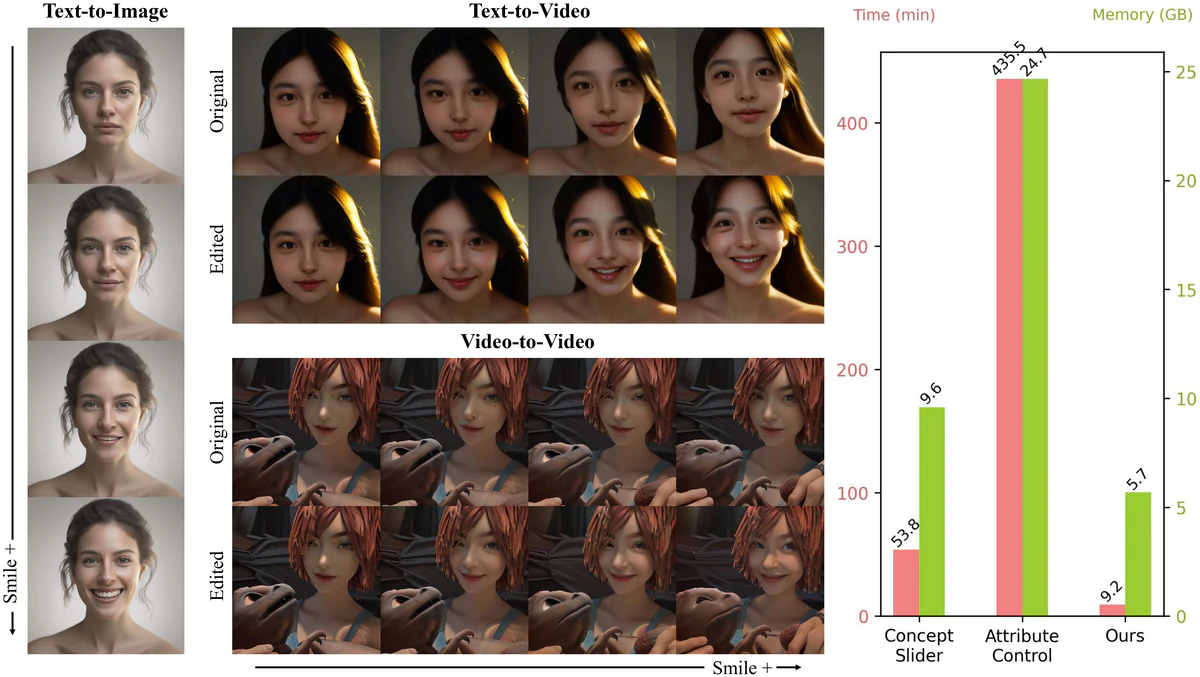 Text-to-Image
Smile +
Text-to-Video
Original
Edited
Video-to-Video
Original
Edited
Smile +
Time (min)
Memory (GB)
400
300
200
100
0
25
20
15
10
5
0
53.8
9.6
435.5
24.7
9.2
5.7
Concept
Slider
Attribute
Control
Ours